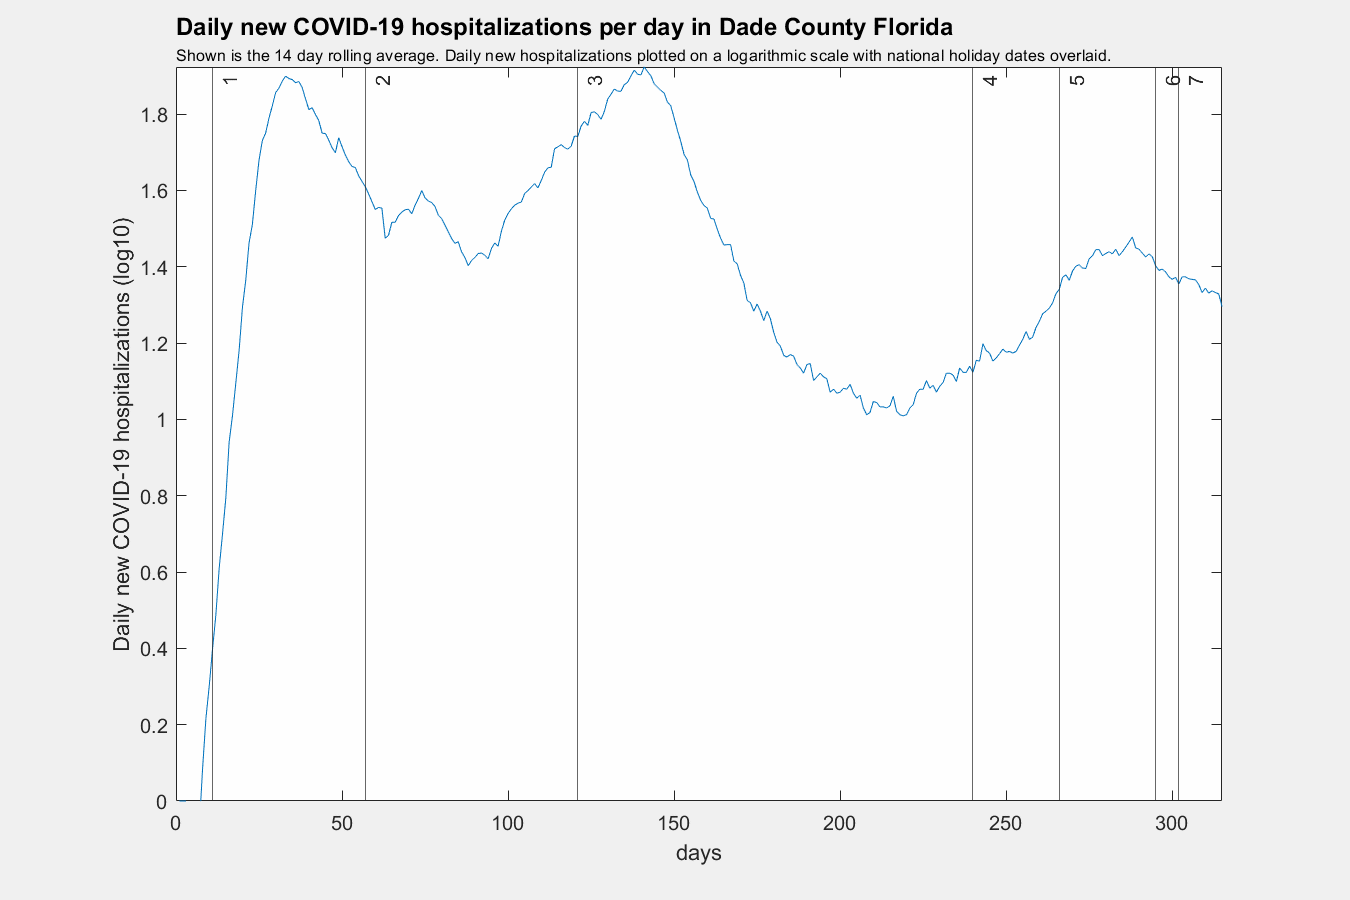 Daily new COVID-19 hospitalizations per day in Dade County Florida
Shown is the 14 day rolling average. Daily new hospitalizations plotted on a logarithmic scale with national holiday dates overlaid.
1 2 3 4 5 6 7
1.8
1.6
1.4
1.2
1
0.8
0.6
0.4
0.2
0
Daily new COVID-19 hospitalizations (log10)
0 50 100 150 200 250 300
days